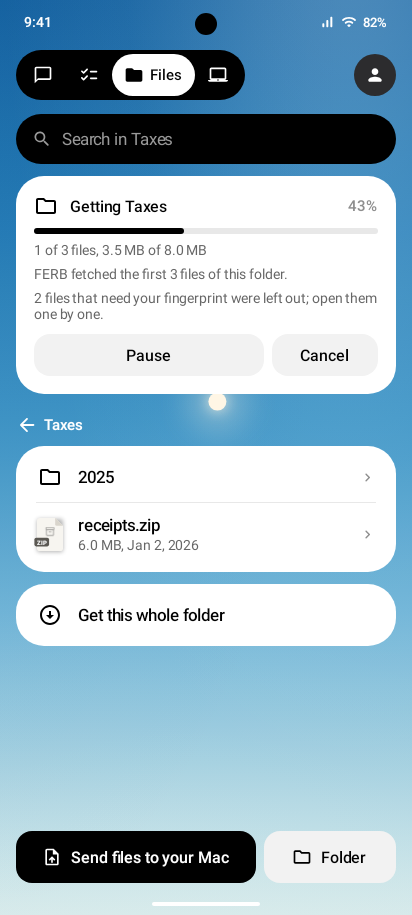 9:41
82%
Files
Search in Taxes
Getting Taxes
43%
1 of 3 files, 3.5 MB of 8.0 MB
FERB fetched the first 3 files of this folder.
2 files that need your fingerprint were left out; open them
one by one.
Pause
Cancel
Taxes
2025
ZIP
receipts.zip
6.0 MB, Jan 2, 2026
Get this whole folder
Send files to your Mac
Folder